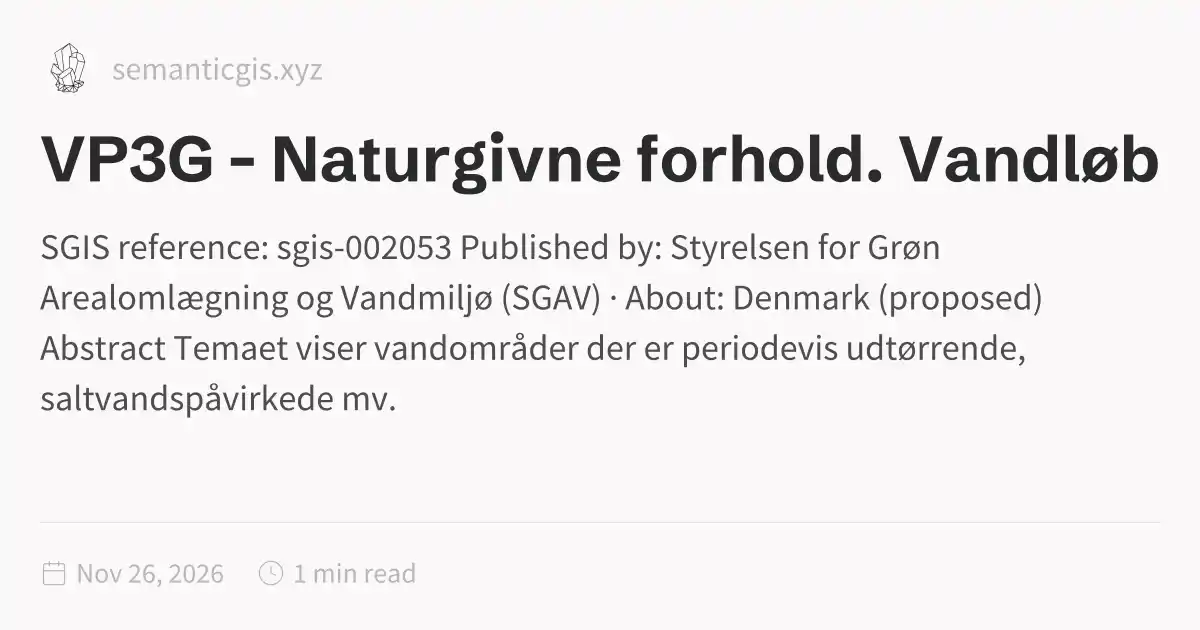 semanticgis.xyz
VP3G - Naturgivne forhold. Vandløb
SGIS reference: sgis-002053 Published by: Styrelsen for Grøn
Arealomlægning og Vandmiljø (SGAV) · About: Denmark (proposed)
Abstract Temaet viser vandområder der er periodevis udtørrende,
saltvandspåvirkede mv.
Nov 26, 2026 1 min read